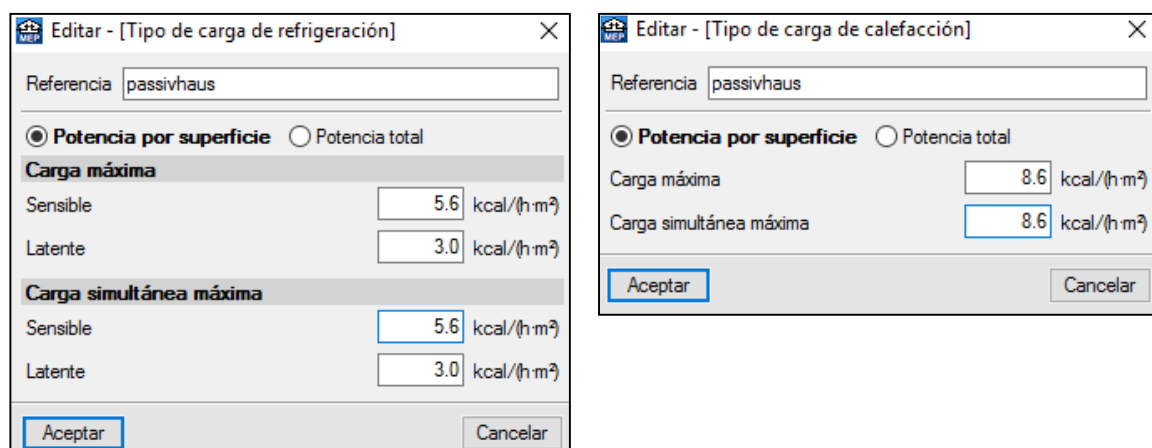 MEP Editar - [Tipo de carga de refrigeración]
Referencia passivhaus
Potencia por superficie Potencia total
Carga máxima
Sensible 5.6 kcal/(h·m²)
Latente 3.0 kcal/(h·m²)
Carga simultánea máxima
Sensible 5.6 kcal/(h·m²)
Latente 3.0 kcal/(h·m²)
Aceptar Cancelar
MEP Editar - [Tipo de carga de calefacción]
Referencia passivhaus
Potencia por superficie Potencia total
Carga máxima 8.6 kcal/(h·m²)
Carga simultánea máxima 8.6 kcal/(h·m²)
Aceptar Cancelar